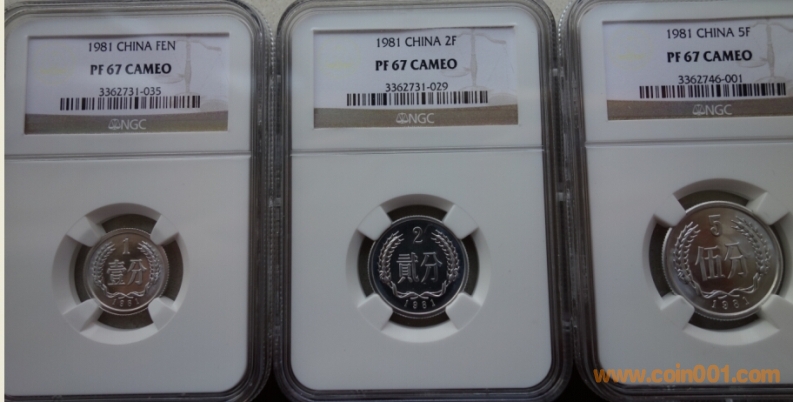 1981 CHINA FEN
PF 67 CAMEO
3362731-035
NGC
1
壹分
1981
1981 CHINA 2F
PF 67 CAMEO
3362731-029
NGC
2
貳分
1981
1981 CHINA 5F
PF 67 CAMEO
3362746-001
NGC
5
伍分
1981
www.coin001.com